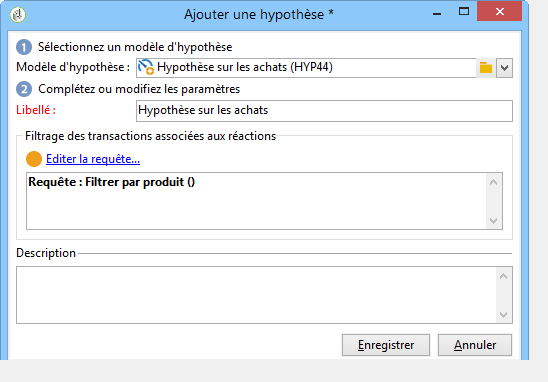 Ajouter une hypothèse *
1 Sélectionnez un modèle d'hypothèse
Modèle d'hypothèse : Hypothèse sur les achats (HYP44)
2 Complétez ou modifiez les paramètres
Libellé : Hypothèse sur les achats
Filtrage des transactions associées aux réactions
Editer la requête...
Requête : Filtrer par produit ()
Description
Enregistrer Annuler